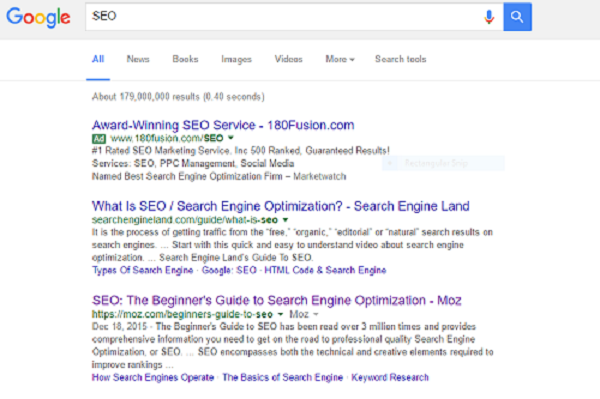 Google SEO
All News Books Images Videos More Search tools
About 179,000,000 results (0.40 seconds)
Award-Winning SEO Service - 180Fusion.com
Ad www.180fusion.com/SEO
#1 Rated SEO Marketing Service. Inc 500 Ranked, Guaranteed Results!
Services: SEO, PPC Management, Social Media
Named Best Search Engine Optimization Firm – Marketwatch
Rectangular Snip
What Is SEO / Search Engine Optimization? - Search Engine Land
searchengineland.com/guide/what-is-seo
It is the process of getting traffic from the "free," "organic," "editorial" or "natural" search results on
search engines. ... Start with this quick and easy to understand video about search engine
optimization. ... Search Engine Land's Guide To SEO.
Types Of Search Engine · Google: SEO · HTML Code & Search Engine
SEO: The Beginner's Guide to Search Engine Optimization - Moz
https://moz.com/beginners-guide-to-seo Moz
Dec 18, 2015 - The Beginner's Guide to SEO has been read over 3 million times and provides
comprehensive information you need to get on the road to professional quality Search Engine
Optimization, or SEO. ... SEO encompasses both the technical and creative elements required to
improve rankings ...
How Search Engines Operate · The Basics of Search Engine · Keyword Research